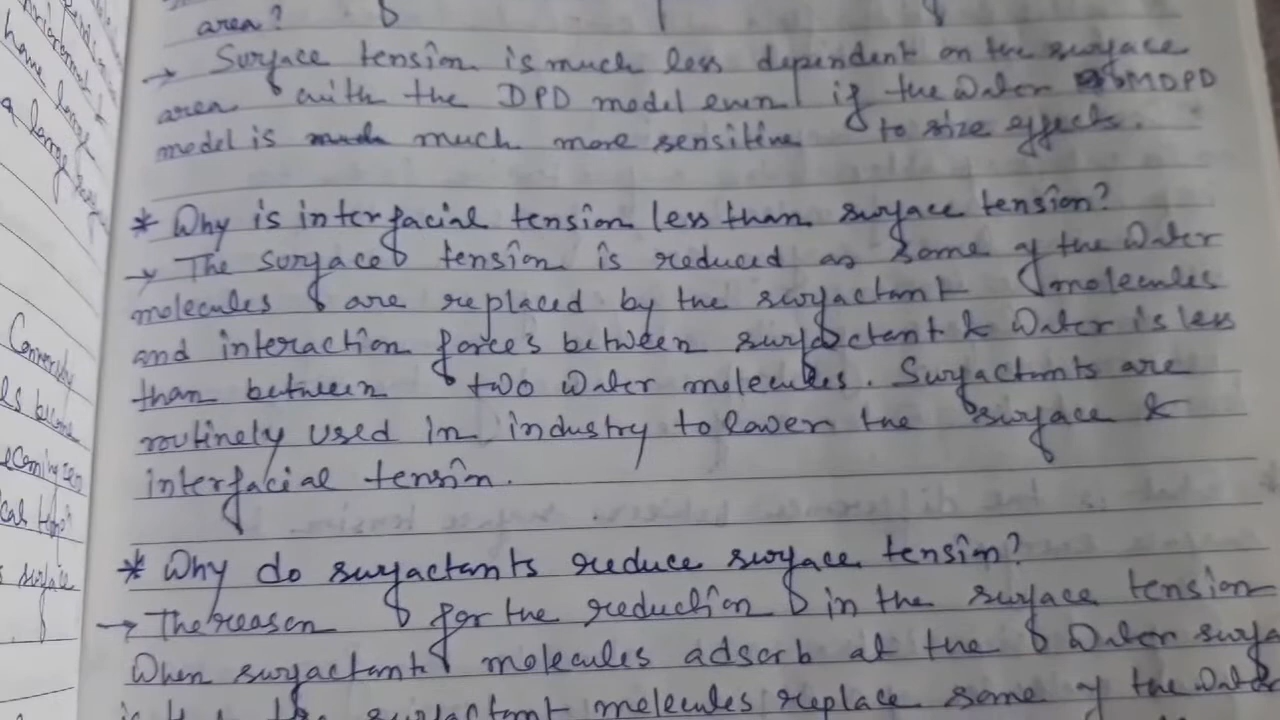 area?
→ Surface tension is much less dependent on the surface
area with the DPD model even if the water MDPD
model is much more sensitive to size effects.
* Why is interfacial tension less than surface tension?
→ The surface tension is reduced as some of the water
molecules are replaced by the surfactant molecules
and interaction forces between surfactant & water is less
than between two water molecules. Surfactants are
routinely used in industry to lower the surface &
interfacial tension.
* Why do surfactants reduce surface tension?
→ The reason for the reduction in the surface tension
When surfactant molecules adsorb at the water surfa
surfactant molecules replace some of the water
have large
a large
Conversely
surface